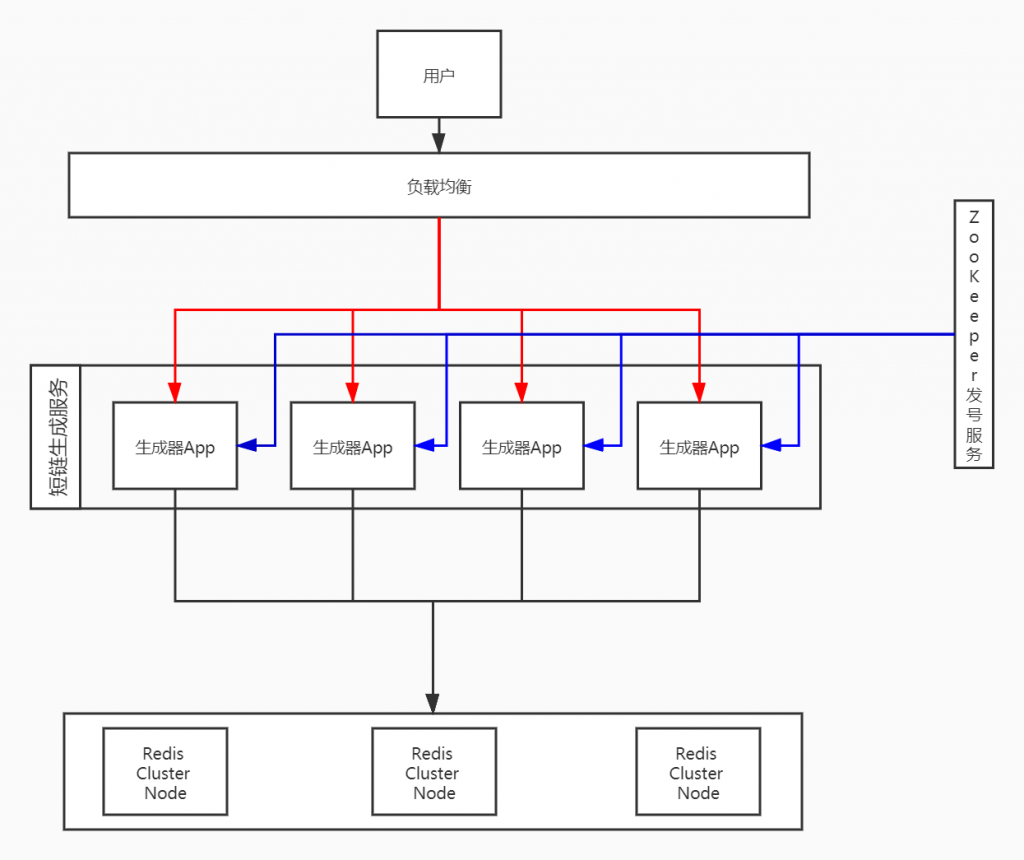 用户
负载均衡
ZooKeeper发号服务
短链生成服务
生成器App
生成器App
生成器App
生成器App
Redis
Cluster
Node
Redis
Cluster
Node
Redis
Cluster
Node